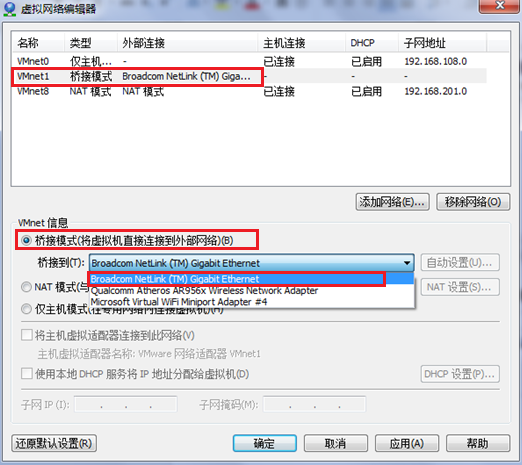 虚拟网络编辑器
名称 类型 外部连接 主机连接 DHCP 子网地址
VMnet0 仅主机... - 已连接 已启用 192.168.108.0
VMnet1 桥接模式 Broadcom NetLink (TM) Giga... - - -
VMnet8 NAT 模式 NAT 模式 已连接 已启用 192.168.201.0
添加网络(E)... 移除网络(O)
VMnet 信息
桥接模式(将虚拟机直接连接到外部网络)(B)
桥接到(T): Broadcom NetLink (TM) Gigabit Ethernet 自动设置(U)...
Broadcom NetLink (TM) Gigabit Ethernet
NAT 模式(与 Qualcomm Atheros AR956x Wireless Network Adapter NAT 设置(S)...
Microsoft Virtual WiFi Miniport Adapter #4
仅主机模式(在专用网络内连接虚拟机)(H)
将主机虚拟适配器连接到此网络(V)
主机虚拟适配器名称: VMware 网络适配器 VMnet1
使用本地 DHCP 服务将 IP 地址分配给虚拟机(D) DHCP 设置(P)...
子网 IP (I): . . . 子网掩码(M): . . .
还原默认设置(R) 确定 取消 应用(A) 帮助